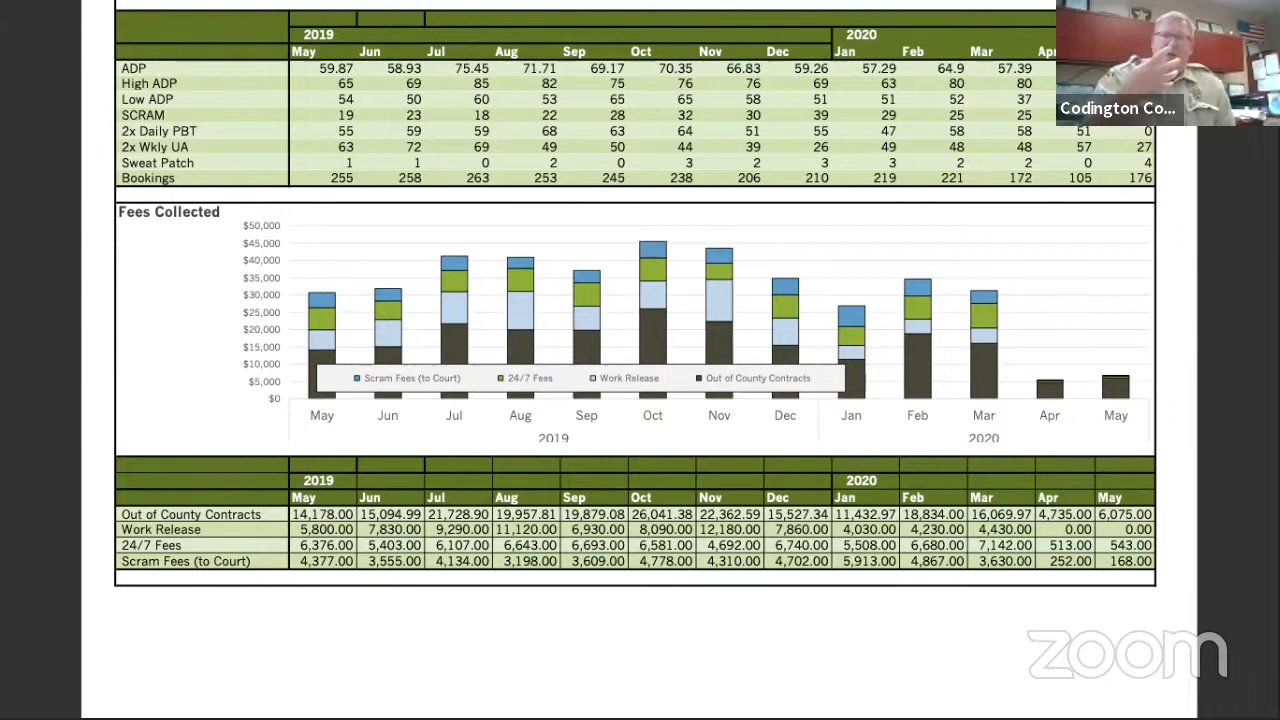 2019 2020
May Jun Jul Aug Sep Oct Nov Dec Jan Feb Mar
ADP 59.87 58.93 75.45 71.71 69.17 70.35 66.83 59.26 57.29 64.9 57.39
High ADP 65 69 85 82 75 76 76 69 63 80 80
Low ADP 54 50 60 53 65 65 58 51 51 52 37
SCRAM 19 23 18 22 28 32 30 39 29 25 25
2x Daily PBT 55 59 59 68 63 64 51 55 47 58 58 51 0
2x Wkly UA 63 72 69 49 50 44 39 26 49 48 48 57 27
Sweat Patch 1 1 0 2 0 3 2 3 3 2 2 0 4
Bookings 255 258 263 253 245 238 206 210 219 221 172 105 176
Codington Co...
Fees Collected
$50,000
$45,000
$40,000
$35,000
$30,000
$25,000
$20,000
$15,000
$10,000
$5,000
$0
Scram Fees (to Court) 24/7 Fees Work Release Out of County Contracts
May Jun Jul Aug Sep Oct Nov Dec Jan Feb Mar Apr May
2019 2020
2019 2020
May Jun Jul Aug Sep Oct Nov Dec Jan Feb Mar Apr May
Out of County Contracts 14,178.00 15,094.99 21,728.90 19,957.81 19,879.08 26,041.38 22,362.59 15,527.34 11,432.97 18,834.00 16,069.97 4,735.00 6,075.00
Work Release 5,800.00 7,830.00 9,290.00 11,120.00 6,930.00 8,090.00 12,180.00 7,860.00 4,030.00 4,230.00 4,430.00 0.00 0.00
24/7 Fees 6,376.00 5,403.00 6,107.00 6,643.00 6,693.00 6,581.00 4,692.00 6,740.00 5,508.00 6,680.00 7,142.00 513.00 543.00
Scram Fees (to Court) 4,377.00 3,555.00 4,134.00 3,198.00 3,609.00 4,778.00 4,310.00 4,702.00 5,913.00 4,867.00 3,630.00 252.00 168.00
zoom